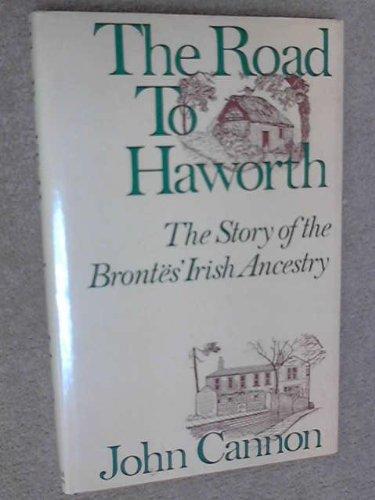 The Road
To
Haworth
The Story of the
Brontës' Irish Ancestry
John Cannon